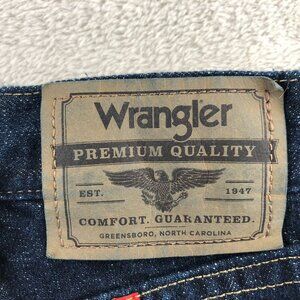 Wrangler
PREMIUM QUALITY
EST. 1947
COMFORT. GUARANTEED.
GREENSBORO, NORTH CAROLINA